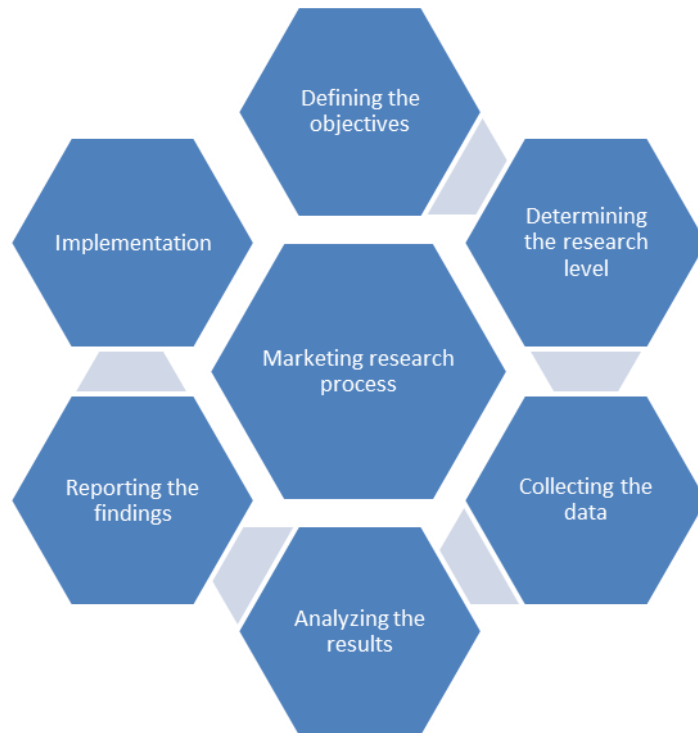 Defining the
objectives
Determining
the research
level
Collecting the
data
Analyzing the
results
Reporting the
findings
Implementation
Marketing research
process